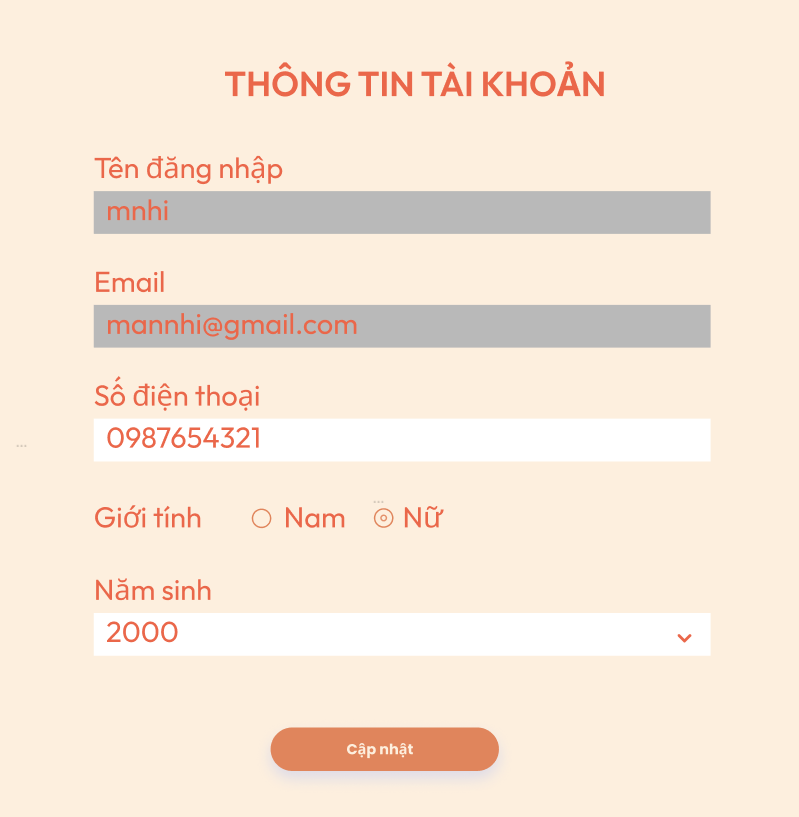 THÔNG TIN TÀI KHOẢN
Tên đăng nhập
mnhi
Email
mannhi@gmail.com
Số điện thoại
0987654321
Giới tính Nam Nữ
Năm sinh
2000
Cập nhật